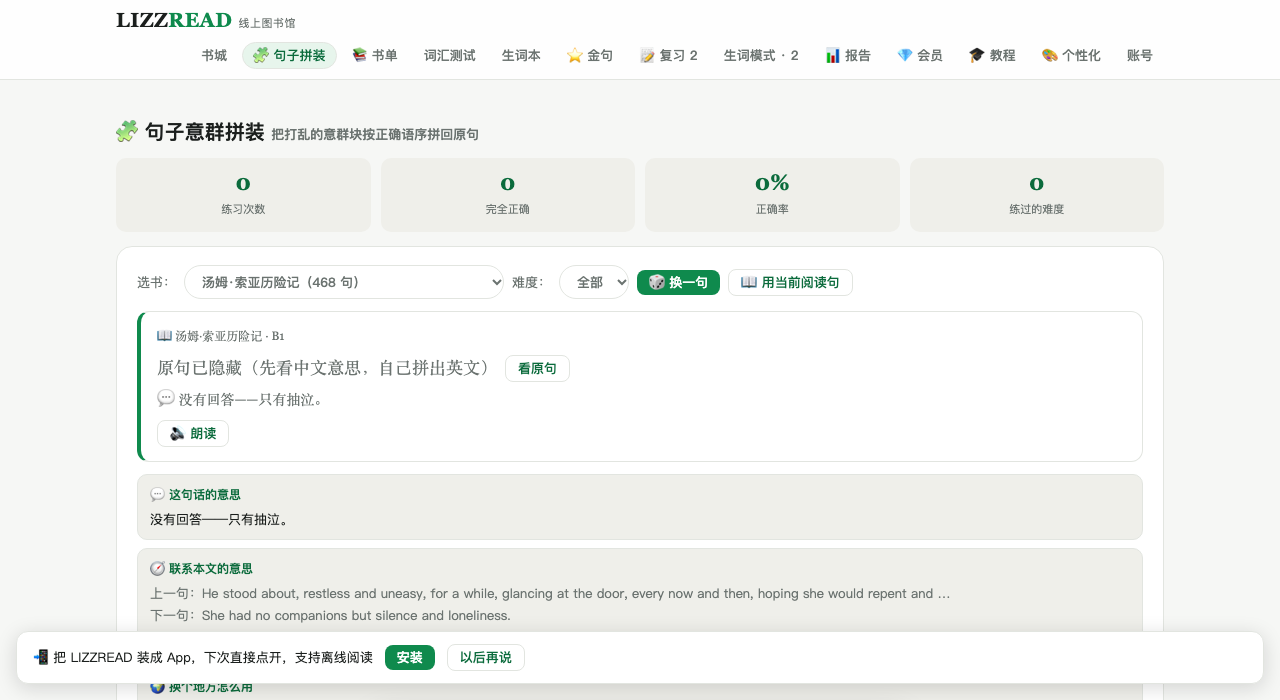 LIZZREAD 线上图书馆
书城 句子拼装 书单 词汇测试 生词本 金句 复习 2 生词模式 · 2 报告 会员 教程 个性化 账号
句子意群拼装 把打乱的意群块按正确语序拼回原句
0 0 0% 0
练习次数 完全正确 正确率 练过的难度
选书： 汤姆·索亚历险记（468 句） 难度： 全部 换一句 用当前阅读句
汤姆·索亚历险记 · B1
原句已隐藏（先看中文意思，自己拼出英文） 看原句
没有回答——只有抽泣。
朗读
这句话的意思
没有回答——只有抽泣。
联系本文的意思
上一句：He stood about, restless and uneasy, for a while, glancing at the door, every now and then, hoping she would repent and …
下一句：She had no companions but silence and loneliness.
把 LIZZREAD 装成 App，下次直接点开，支持离线阅读 安装 以后再说
换个地方怎么用